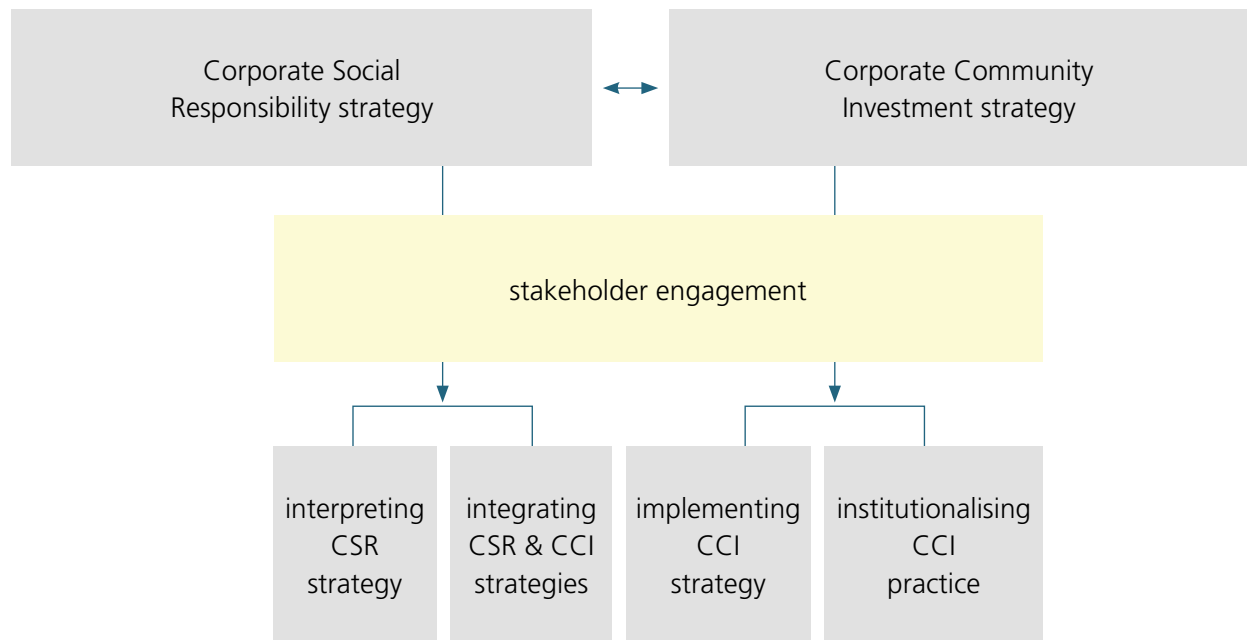 Corporate Social
Responsibility strategy
Corporate Community
Investment strategy
stakeholder engagement
interpreting
CSR
strategy
integrating
CSR & CCI
strategies
implementing
CCI
strategy
institutionalising
CCI
practice